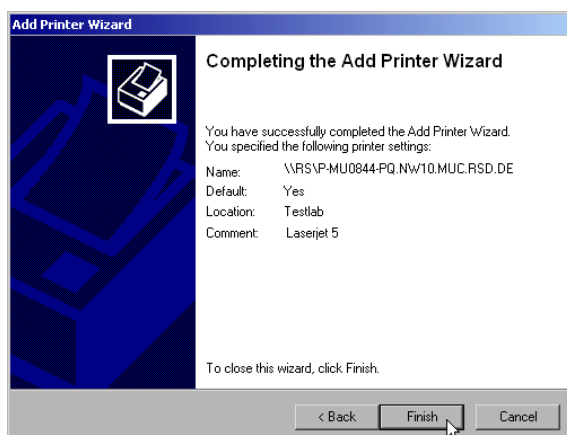 Add Printer Wizard
Completing the Add Printer Wizard
You have successfully completed the Add Printer Wizard.
You specified the following printer settings:
Name: \\RS\P-MU0844-PQ.NW10.MUC.RSD.DE
Default: Yes
Location: Testlab
Comment: Laserjet 5
To close this wizard, click Finish.
< Back Finish Cancel